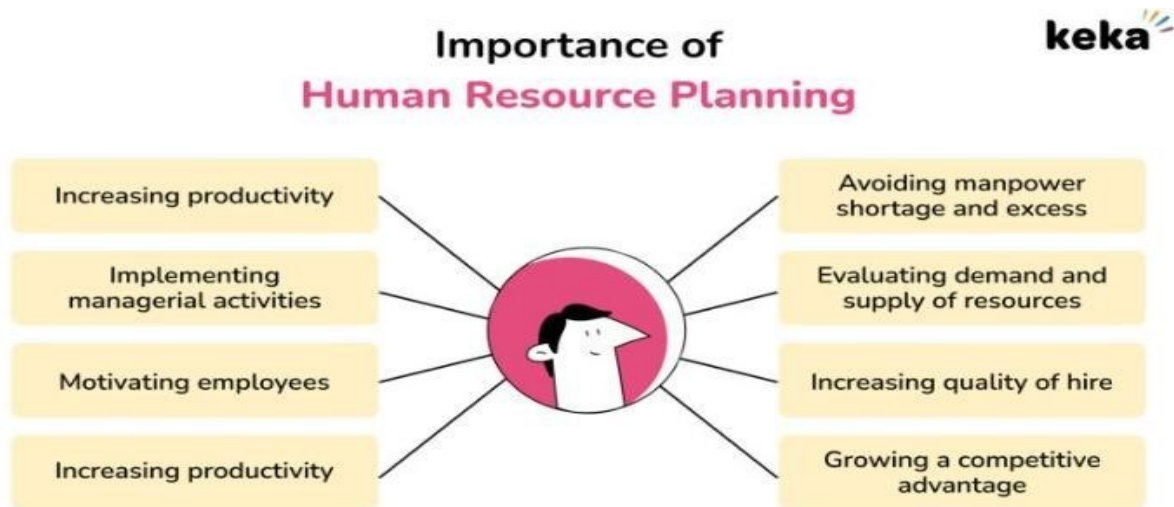 Importance of
Human Resource Planning
keka
Increasing productivity
Implementing
managerial activities
Motivating employees
Increasing productivity
Avoiding manpower
shortage and excess
Evaluating demand and
supply of resources
Increasing quality of hire
Growing a competitive
advantage